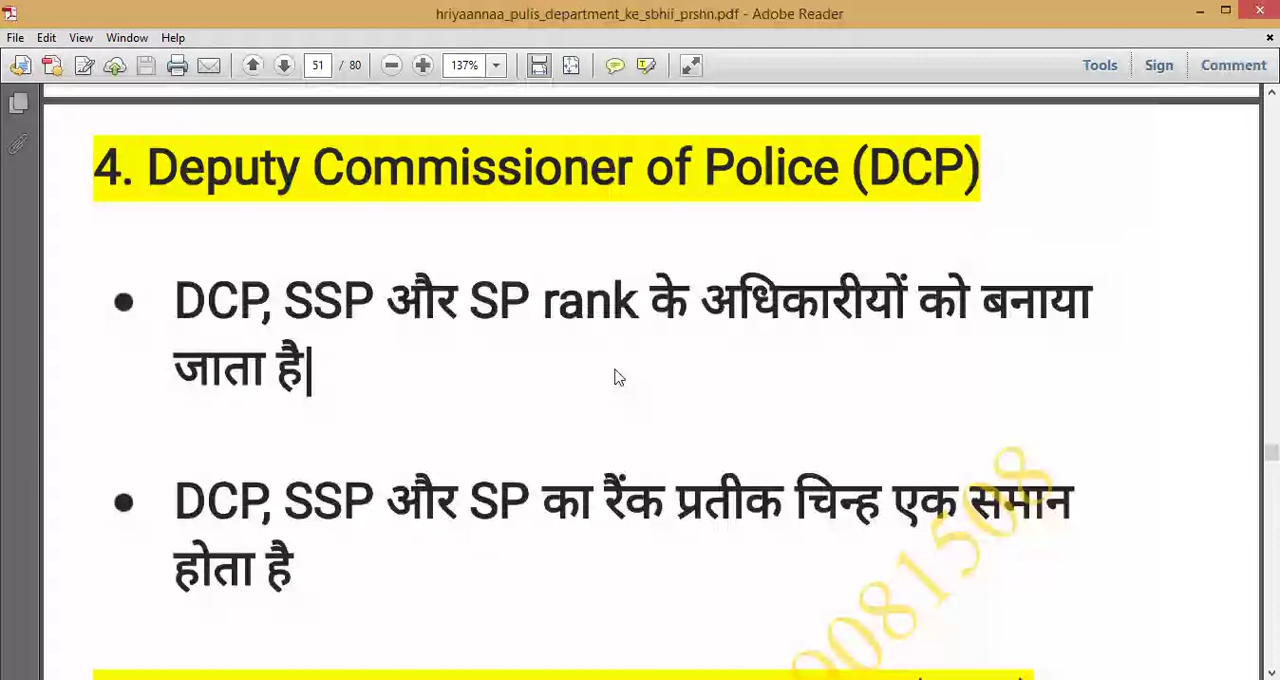 hriyaannaa_pulis_department_ke_sbhii_prshn.pdf - Adobe Reader
File Edit View Window Help
51 / 80 137% Tools Sign Comment
4. Deputy Commissioner of Police (DCP)
• DCP, SSP और SP rank के अधिकारीयों को बनाया
जाता है|
• DCP, SSP और SP का रैंक प्रतीक चिन्ह एक समान
होता है
0081508